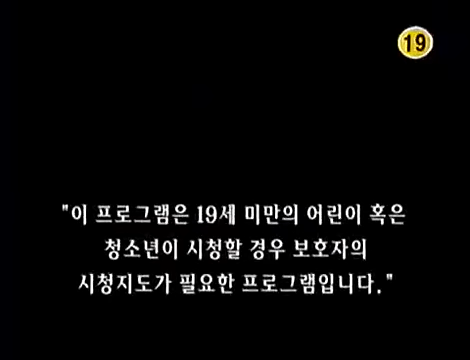 19
"이 프로그램은 19세 미만의 어린이 혹은
청소년이 시청할 경우 보호자의
시청지도가 필요한 프로그램입니다."